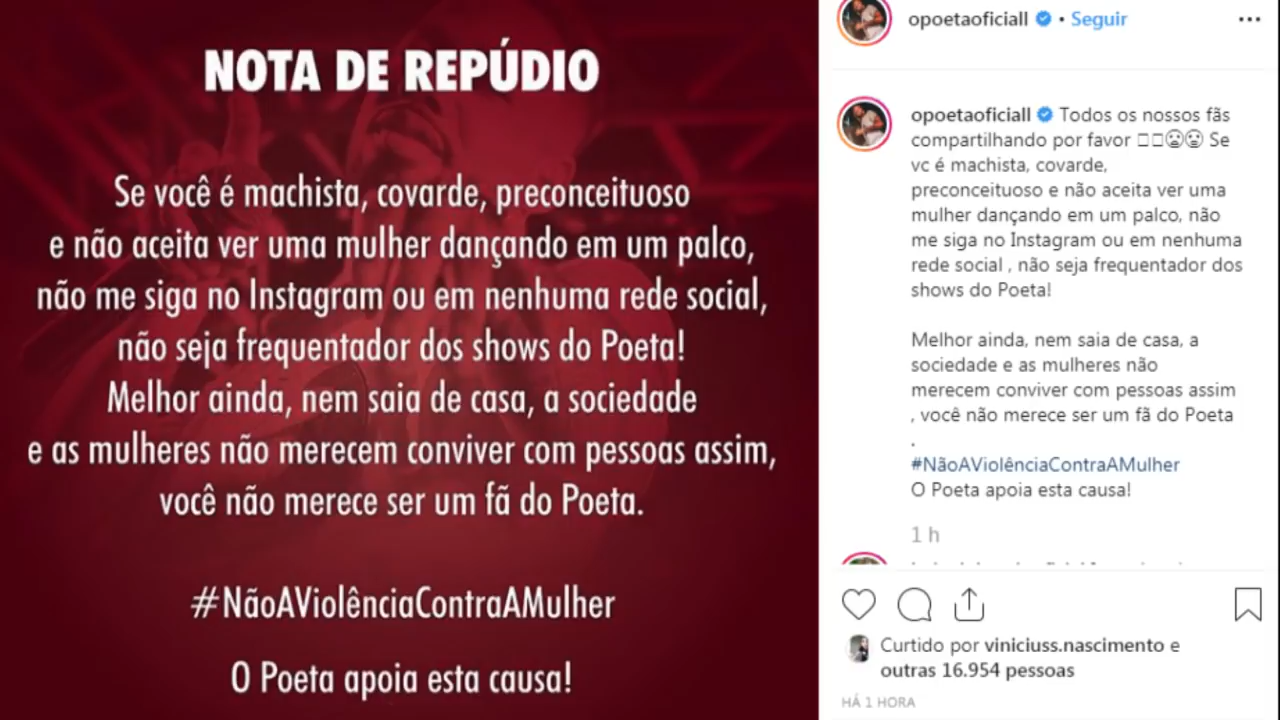 NOTA DE REPÚDIO
Se você é machista, covarde, preconceituoso
e não aceita ver uma mulher dançando em um palco,
não me siga no Instagram ou em nenhuma rede social,
não seja frequentador dos shows do Poeta!
Melhor ainda, nem saia de casa, a sociedade
e as mulheres não merecem conviver com pessoas assim,
você não merece ser um fã do Poeta.
#NãoAViolênciaContraAMulher
O Poeta apoia esta causa!
opoetaoficiall • Seguir
opoetaoficiall Todos os nossos fãs
compartilhando por favor □□😫😫 Se
vc é machista, covarde,
preconceituoso e não aceita ver uma
mulher dançando em um palco, não
me siga no Instagram ou em nenhuma
rede social , não seja frequentador dos
shows do Poeta!
Melhor ainda, nem saia de casa, a
sociedade e as mulheres não
merecem conviver com pessoas assim
, você não merece ser um fã do Poeta
.
#NãoAViolênciaContraAMulher
O Poeta apoia esta causa!
1 h
Curtido por viniciuss.nascimento e
outras 16.954 pessoas
HÁ 1 HORA